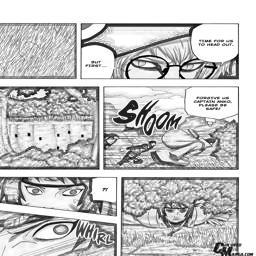 TIME FOR US
TO HEAD OUT.
BUT
FIRST...
FORGIVE US
CAPTAIN ANKO.
PLEASE BE
SAFE!
SHOOM
?!
WHIRL